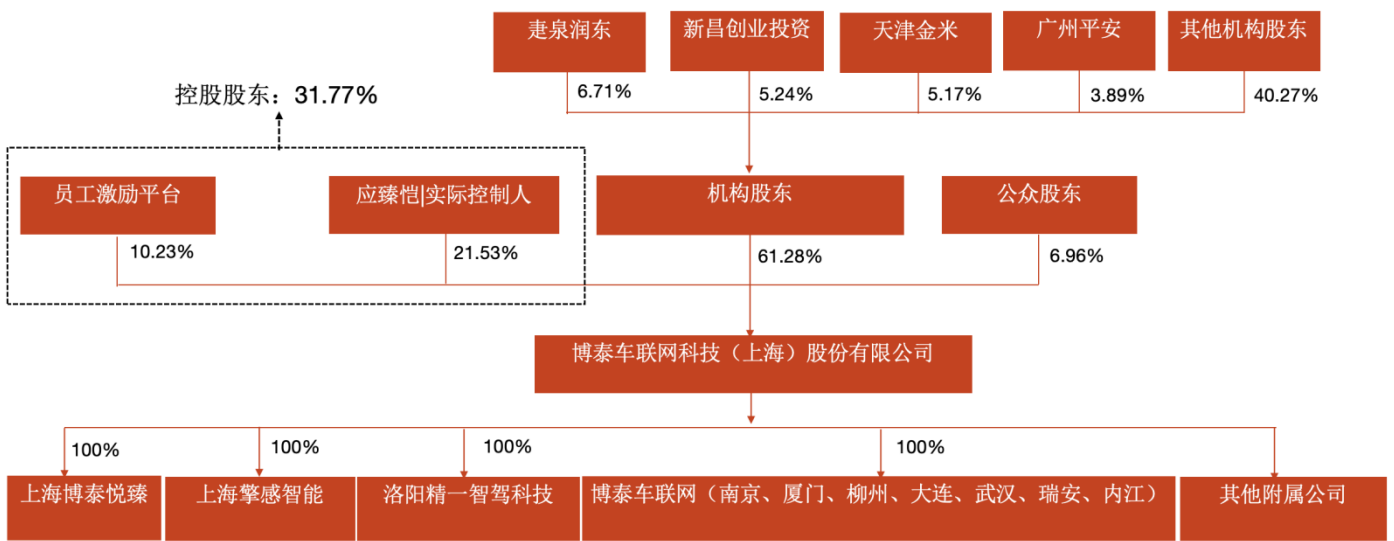 疌泉润东
新昌创业投资
天津金米
广州平安
其他机构股东
6.71%
5.24%
5.17%
3.89%
40.27%
控股股东：31.77%
员工激励平台
应臻恺|实际控制人
机构股东
公众股东
10.23%
21.53%
61.28%
6.96%
博泰车联网科技（上海）股份有限公司
100%
100%
100%
100%
上海博泰悦臻
上海擎感智能
洛阳精一智驾科技
博泰车联网（南京、厦门、柳州、大连、武汉、瑞安、内江）
其他附属公司